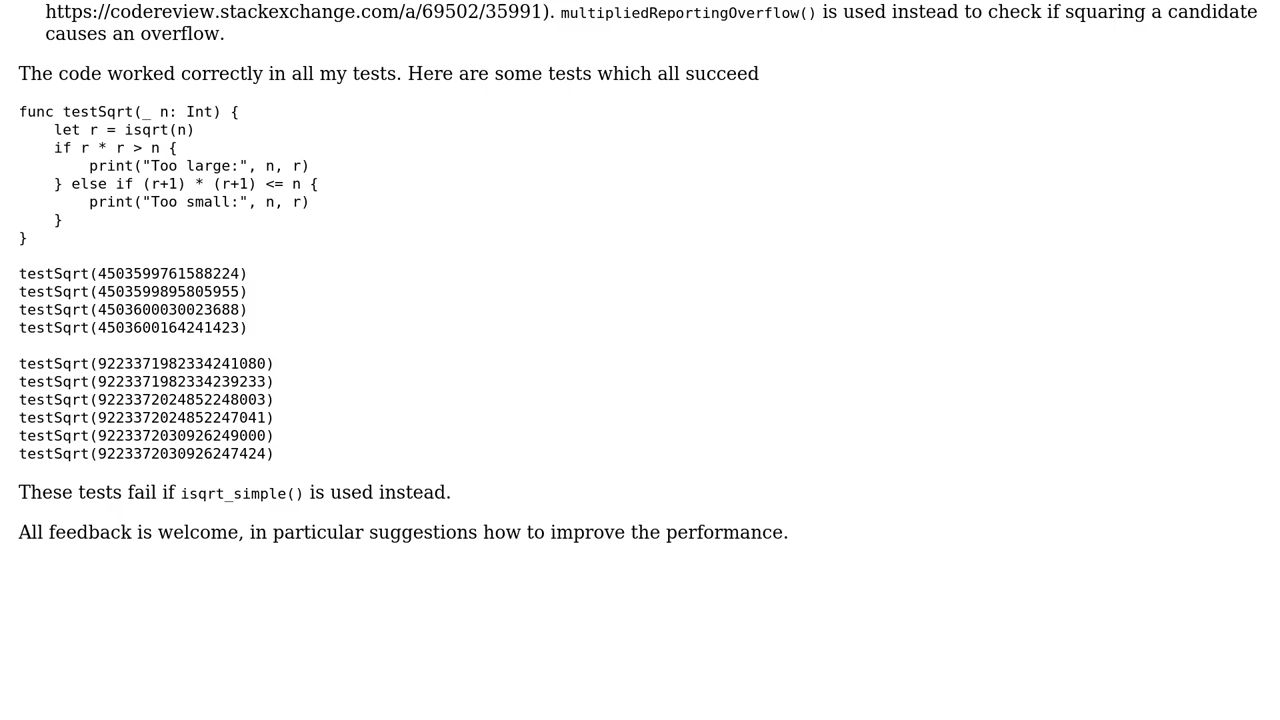 https://codereview.stackexchange.com/a/69502/35991). multipliedReportingOverflow() is used instead to check if squaring a candidate
causes an overflow.
The code worked correctly in all my tests. Here are some tests which all succeed
func testSqrt(_ n: Int) {
    let r = isqrt(n)
    if r * r > n {
        print("Too large:", n, r)
    } else if (r+1) * (r+1) <= n {
        print("Too small:", n, r)
    }
}
testSqrt(4503599761588224)
testSqrt(4503599895805955)
testSqrt(4503600030023688)
testSqrt(4503600164241423)
testSqrt(9223371982334241080)
testSqrt(9223371982334239233)
testSqrt(9223372024852248003)
testSqrt(9223372024852247041)
testSqrt(9223372030926249000)
testSqrt(9223372030926247424)
These tests fail if isqrt_simple() is used instead.
All feedback is welcome, in particular suggestions how to improve the performance.